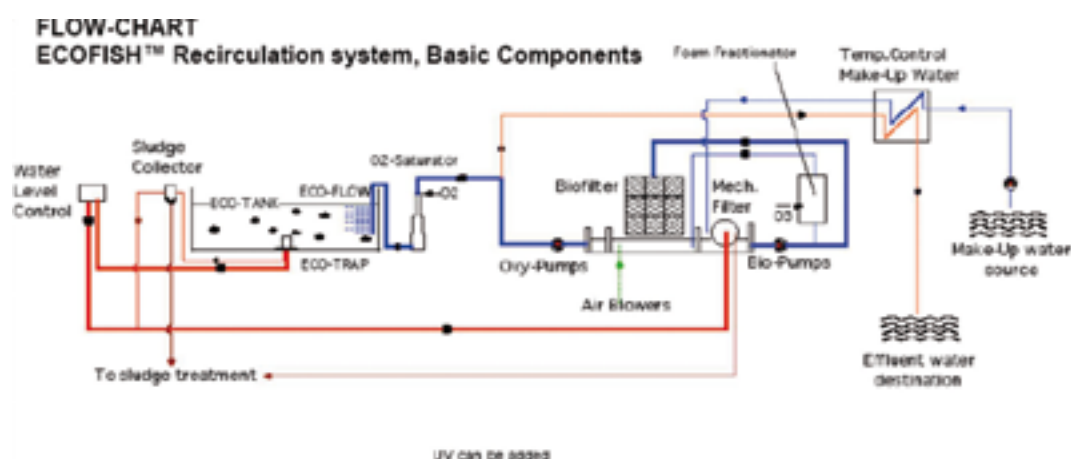 FLOW-CHART
ECOFISH™ Recirculation system, Basic Components
Foam Fractionator
Temp.Control
Make-Up Water
Sludge
Collector
Water
Level
Control
O2-Saturator
ECO-FLOW
ECO-TANK
O2
Biofilter
Mech.
Filter
O3
ECO-TRAP
Oxy-Pumps
Bio-Pumps
Make-Up water
source
Air Blowers
To sludge treatment
Effluent water
destination
UV can be added